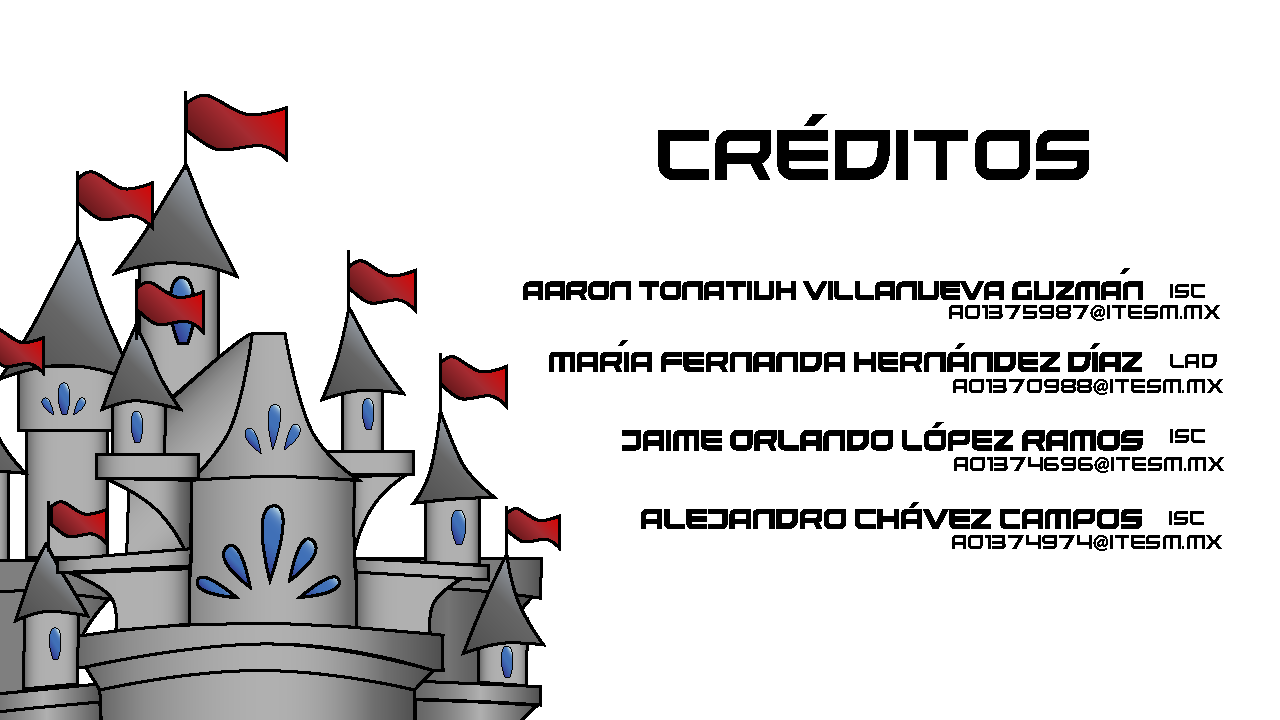 CRÉDITOS
AARON TONATIUH VILLANUEVA GUZMÁN ISC
A01375987@ITESM.MX
MARÍA FERNANDA HERNÁNDEZ DÍAZ LAD
A01370988@ITESM.MX
JAIME ORLANDO LÓPEZ RAMOS ISC
A01374696@ITESM.MX
ALEJANDRO CHÁVEZ CAMPOS ISC
A01374974@ITESM.MX